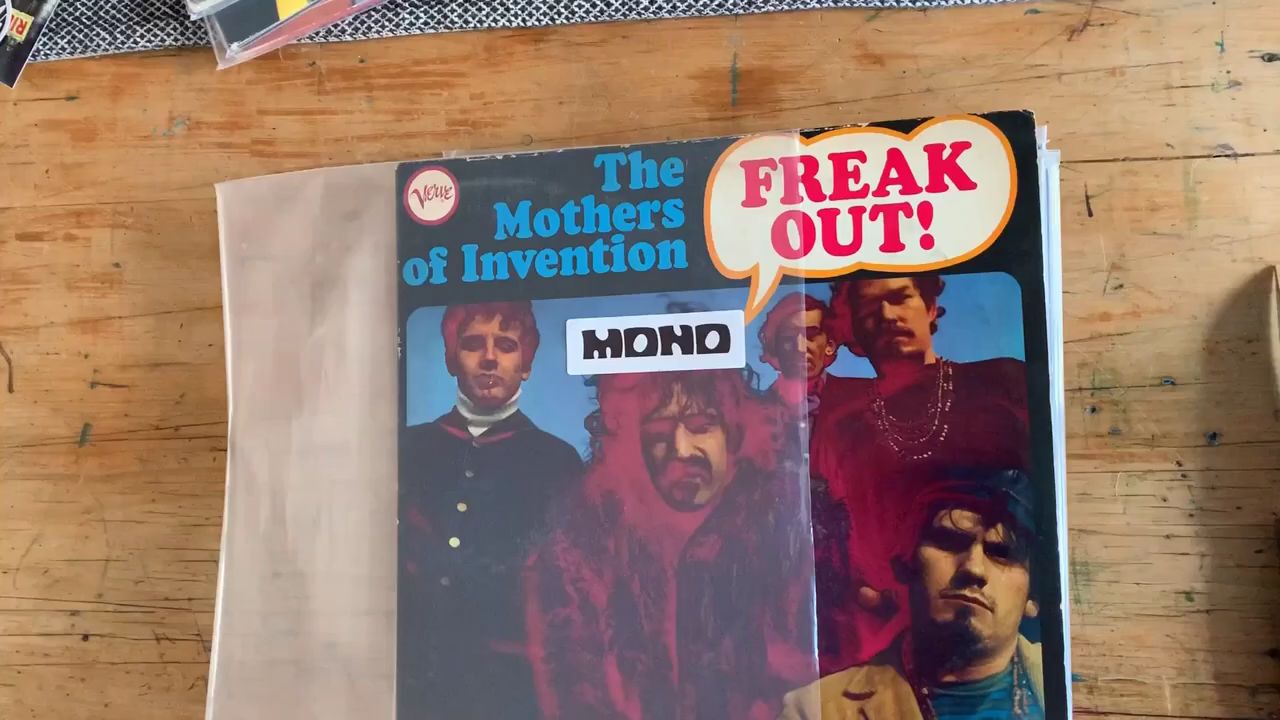 Verve
The
Mothers
of Invention
FREAK
OUT!
MONO